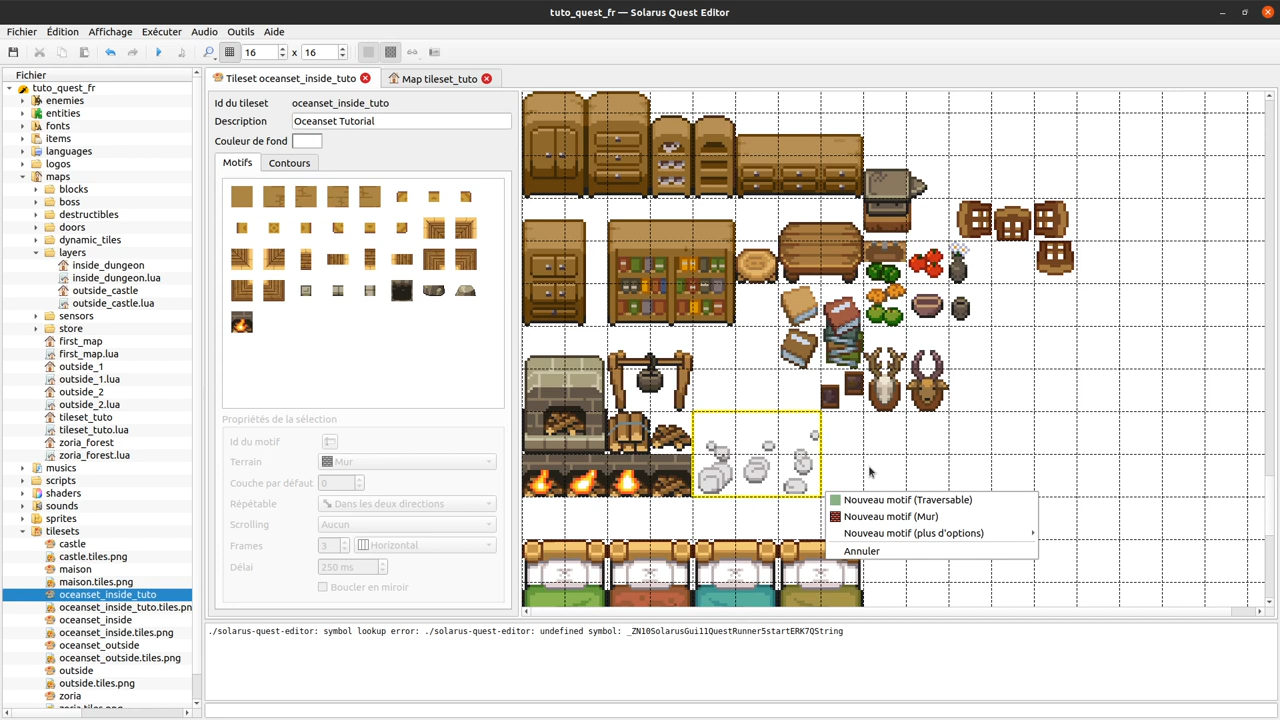 tuto_quest_fr — Solarus Quest Editor
Fichier Édition Affichage Exécuter Audio Outils Aide
16 x 16
Fichier
tuto_quest_fr
enemies
entities
fonts
items
languages
logos
maps
blocks
boss
destructibles
doors
dynamic_tiles
layers
inside_dungeon
inside_dungeon.lua
outside_castle
outside_castle.lua
sensors
store
first_map
first_map.lua
outside_1
outside_1.lua
outside_2
outside_2.lua
tileset_tuto
tileset_tuto.lua
zoria_forest
zoria_forest.lua
musics
scripts
shaders
sounds
sprites
tilesets
castle
castle.tiles.png
maison
maison.tiles.png
oceanset_inside_tuto
oceanset_inside_tuto.tiles.pn
oceanset_inside
oceanset_inside.tiles.png
oceanset_outside
oceanset_outside.tiles.png
outside
outside.tiles.png
zoria
zoria.tiles.png
Tileset oceanset_inside_tuto
Map tileset_tuto
Id du tileset oceanset_inside_tuto
Description Oceanset Tutorial
Couleur de fond
Motifs Contours
Propriétés de la sélection
Id du motif
Terrain Mur
Couche par défaut 0
Répétable Dans les deux directions
Scrolling Aucun
Frames 3 Horizontal
Délai 250 ms
Boucler en miroir
Nouveau motif (Traversable)
Nouveau motif (Mur)
Nouveau motif (plus d'options)
Annuler
./solarus-quest-editor: symbol lookup error: ./solarus-quest-editor: undefined symbol: _ZN10SolarusGui11QuestRunner5startERK7QString